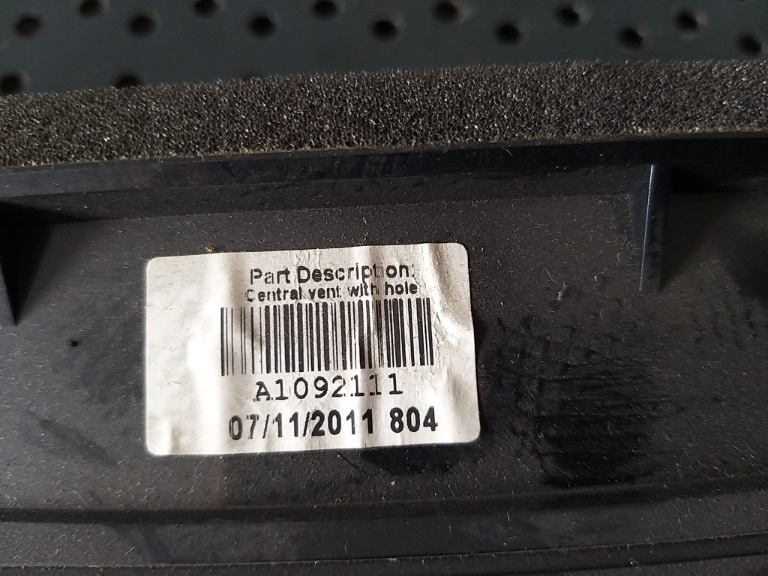 Part Description:
Central vent with hole
A1092111
07/11/2011 804